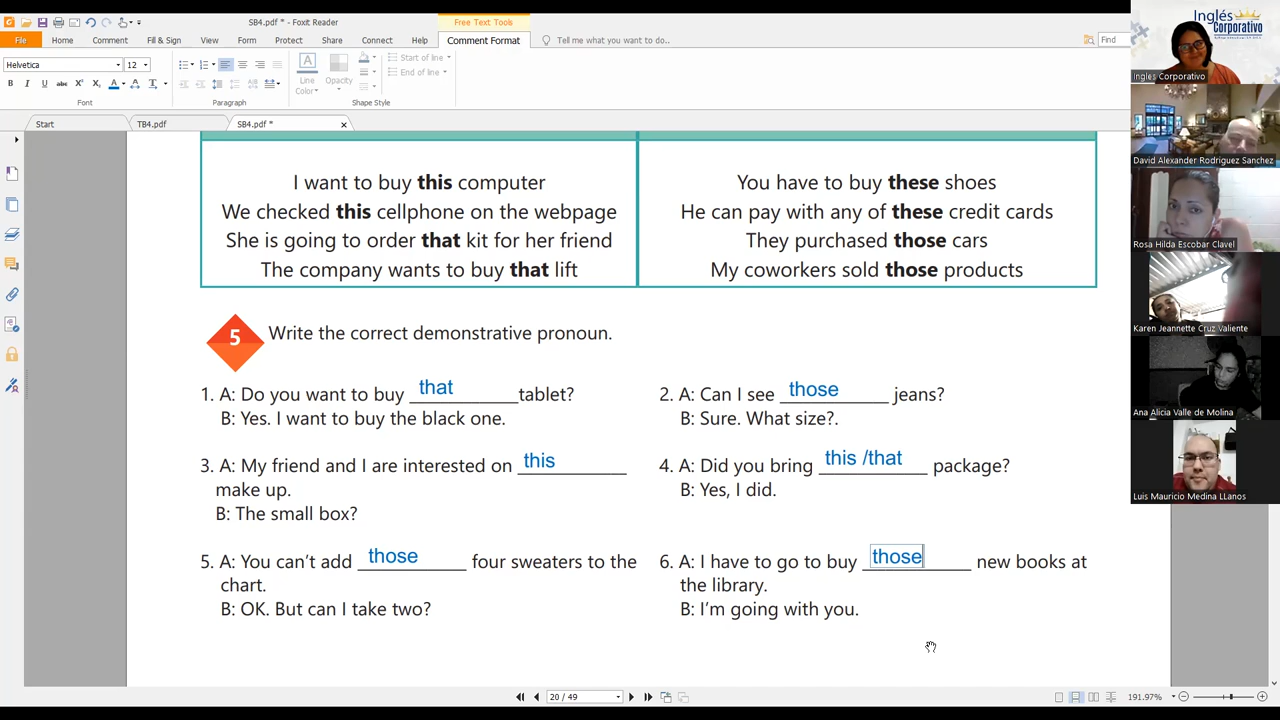 SB4.pdf * - Foxit Reader
Free Text Tools
File Home Comment Fill & Sign View Form Protect Share Connect Help Comment Format Tell me what you want to do.. Find
Helvetica 12
Start of line
End of line
Line Color
Opacity
Font Paragraph Shape Style
Start TB4.pdf SB4.pdf *
I want to buy this computer
We checked this cellphone on the webpage
She is going to order that kit for her friend
The company wants to buy that lift
You have to buy these shoes
He can pay with any of these credit cards
They purchased those cars
My coworkers sold those products
5 Write the correct demonstrative pronoun.
1. A: Do you want to buy that tablet?
B: Yes. I want to buy the black one.
2. A: Can I see those jeans?
B: Sure. What size?.
3. A: My friend and I are interested on this
make up.
B: The small box?
4. A: Did you bring this /that package?
B: Yes, I did.
5. A: You can't add those four sweaters to the
chart.
B: OK. But can I take two?
6. A: I have to go to buy those new books at
the library.
B: I'm going with you.
20 / 49
191.97%
Inglés
Corporativo
Ingles Corporativo
David Alexander Rodriguez Sanchez
Rosa Hilda Escobar Clavel
Karen Jeannette Cruz Valiente
Ana Alicia Valle de Molina
Luis Mauricio Medina LLanos